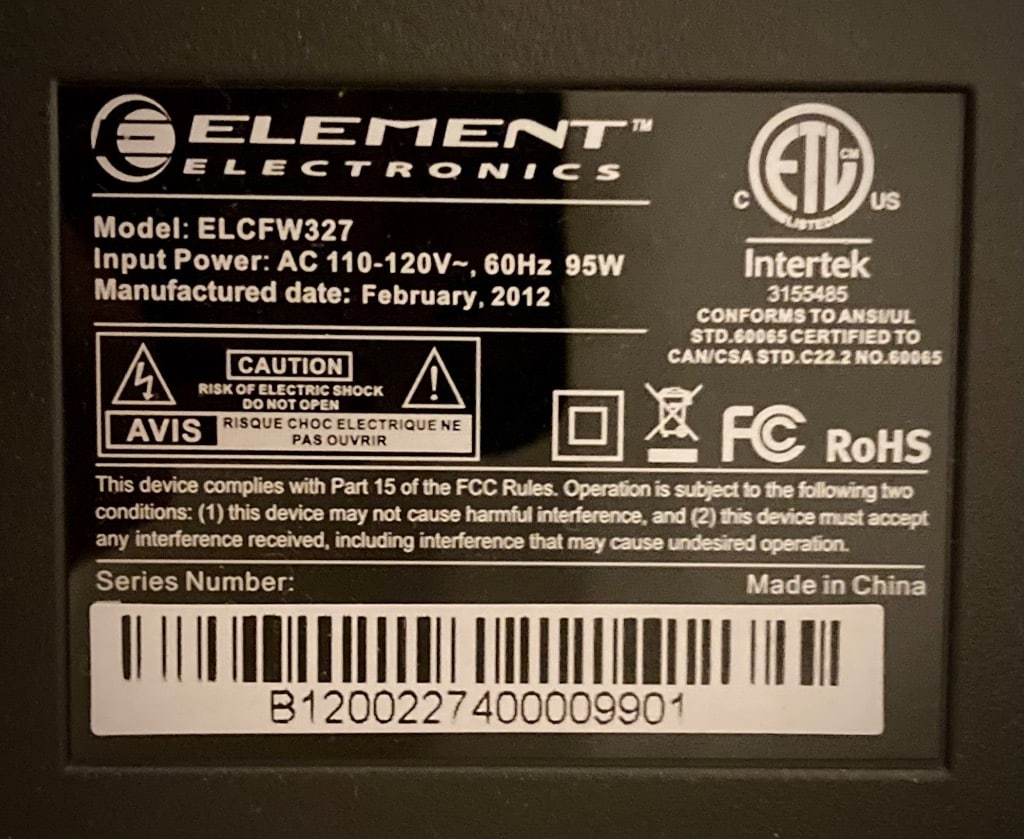 ELEMENT™
ELECTRONICS
Model: ELCFW327
Input Power: AC 110-120V~, 60Hz 95W
Manufactured date: February, 2012
ETL CM
C US
LISTED
Intertek
3155485
CONFORMS TO ANSI/UL
STD.60065 CERTIFIED TO
CAN/CSA STD.C22.2 NO.60065
CAUTION
RISK OF ELECTRIC SHOCK
DO NOT OPEN
!
AVIS
RISQUE CHOC ELECTRIQUE NE
PAS OUVRIR
FC
RoHS
This device complies with Part 15 of the FCC Rules. Operation is subject to the following two
conditions: (1) this device may not cause harmful interference, and (2) this device must accept
any interference received, including interference that may cause undesired operation.
Series Number:
Made in China
B1200227400009901